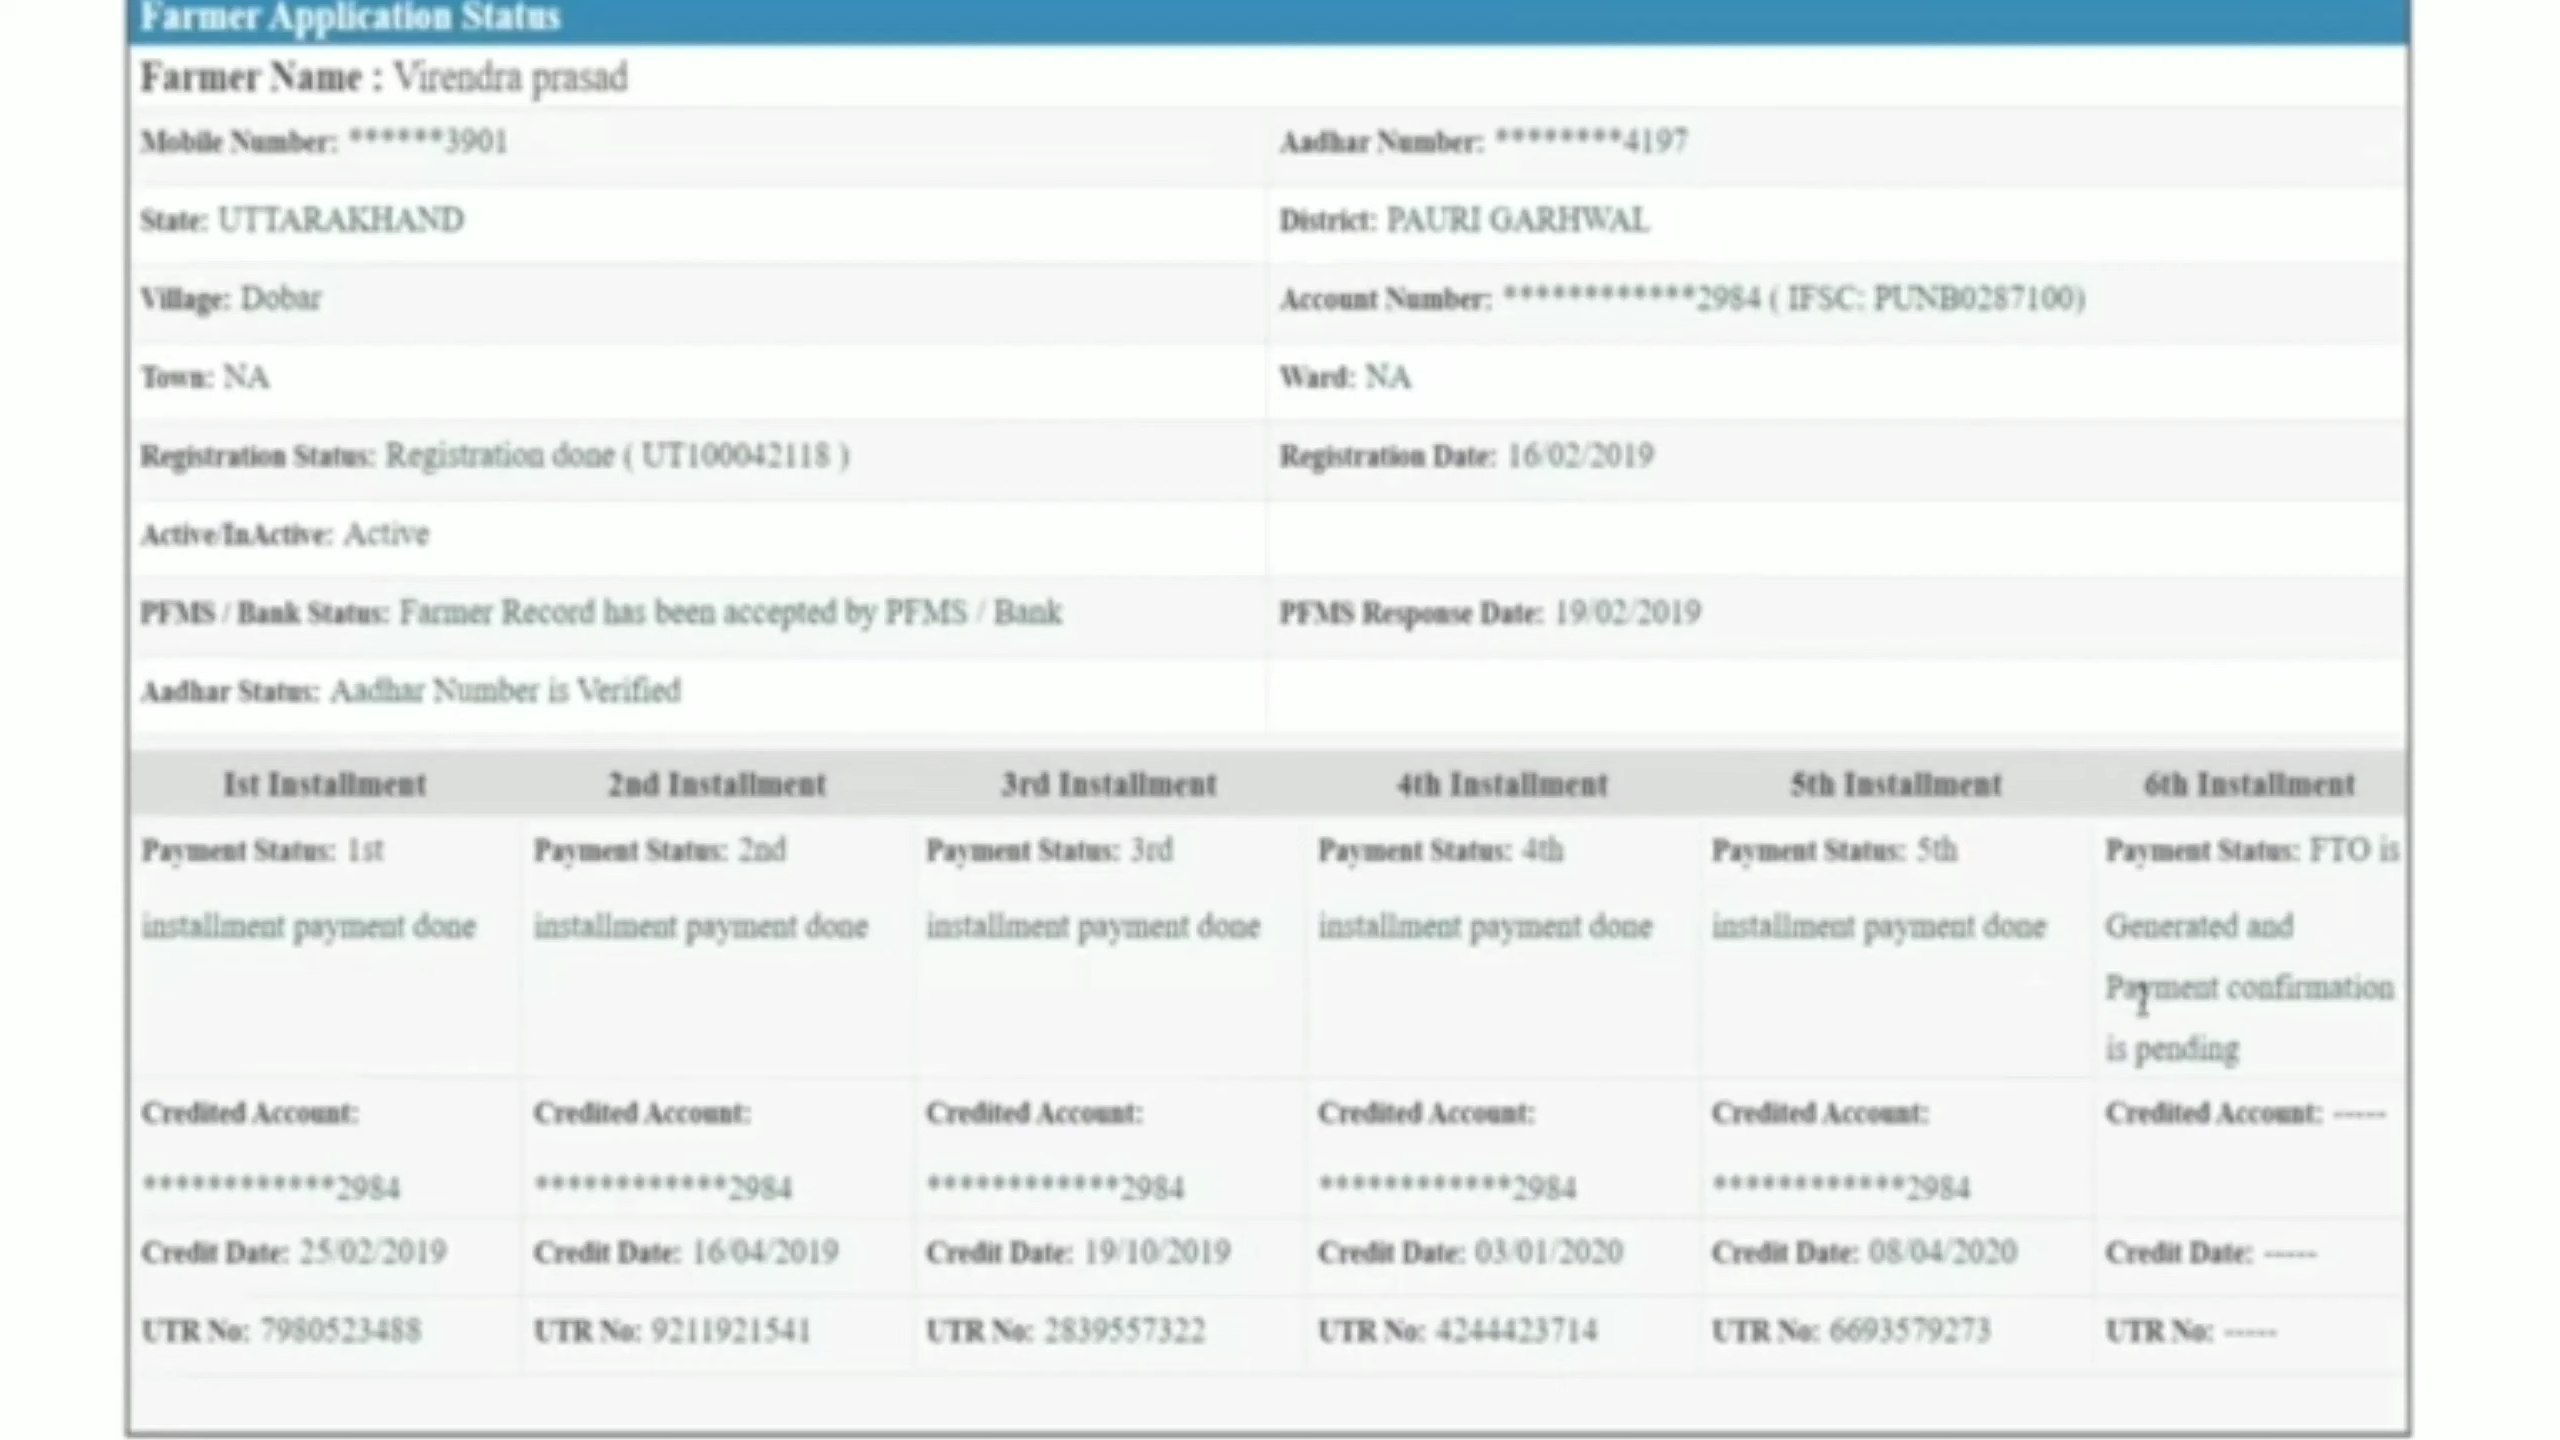 Farmer Application Status
Farmer Name : Virendra prasad
Mobile Number: ******3901 Aadhar Number: ********4197
State: UTTARAKHAND District: PAURI GARHWAL
Village: Dobar Account Number: ************2984 ( IFSC: PUNB0287100)
Town: NA Ward: NA
Registration Status: Registration done ( UT100042118 ) Registration Date: 16/02/2019
Active/InActive: Active
PFMS / Bank Status: Farmer Record has been accepted by PFMS / Bank PFMS Response Date: 19/02/2019
Aadhar Status: Aadhar Number is Verified
Ist Installment 2nd Installment 3rd Installment 4th Installment 5th Installment 6th Installment
Payment Status: 1st Payment Status: 2nd Payment Status: 3rd Payment Status: 4th Payment Status: 5th Payment Status: FTO is
installment payment done installment payment done installment payment done installment payment done installment payment done Generated and
Payment confirmation
is pending
Credited Account: Credited Account: Credited Account: Credited Account: Credited Account: Credited Account: -----
************2984 ************2984 ************2984 ************2984 ************2984
Credit Date: 25/02/2019 Credit Date: 16/04/2019 Credit Date: 19/10/2019 Credit Date: 03/01/2020 Credit Date: 08/04/2020 Credit Date: -----
UTR No: 7980523488 UTR No: 9211921541 UTR No: 2839557322 UTR No: 4244423714 UTR No: 6693579273 UTR No: -----